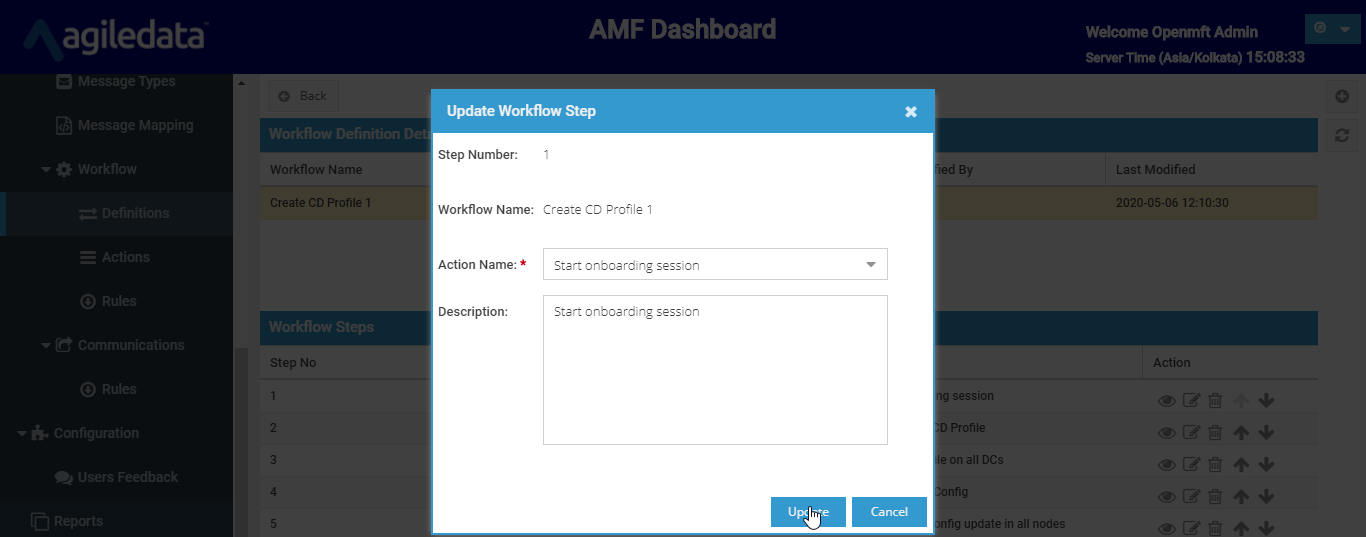 agiledata™
AMF Dashboard
Welcome Openmft Admin
Server Time (Asia/Kolkata) 15:08:33
Message Types
Message Mapping
Workflow
Definitions
Actions
Rules
Communications
Rules
Configuration
Users Feedback
Reports
Back
Workflow Definition Deta
Workflow Name
fied By
Last Modified
Create CD Profile 1
2020-05-06 12:10:30
Workflow Steps
Step No
Action
1
ng session
2
CD Profile
3
ile on all DCs
4
Config
5
onfig update in all nodes
Update Workflow Step
Step Number: 1
Workflow Name: Create CD Profile 1
Action Name: * Start onboarding session
Description: Start onboarding session
Update
Cancel